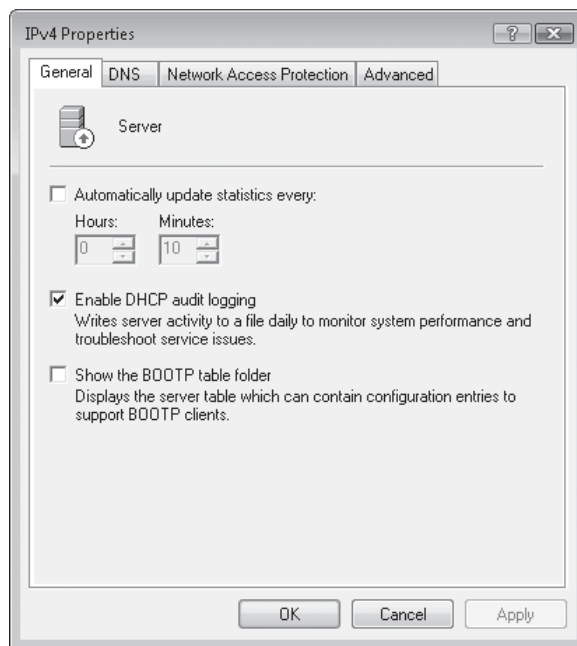 IPv4 Properties
General DNS Network Access Protection Advanced
Server
Automatically update statistics every:
Hours: Minutes:
0 10
Enable DHCP audit logging
Writes server activity to a file daily to monitor system performance and
troubleshoot service issues.
Show the BOOTP table folder
Displays the server table which can contain configuration entries to
support BOOTP clients.
OK Cancel Apply